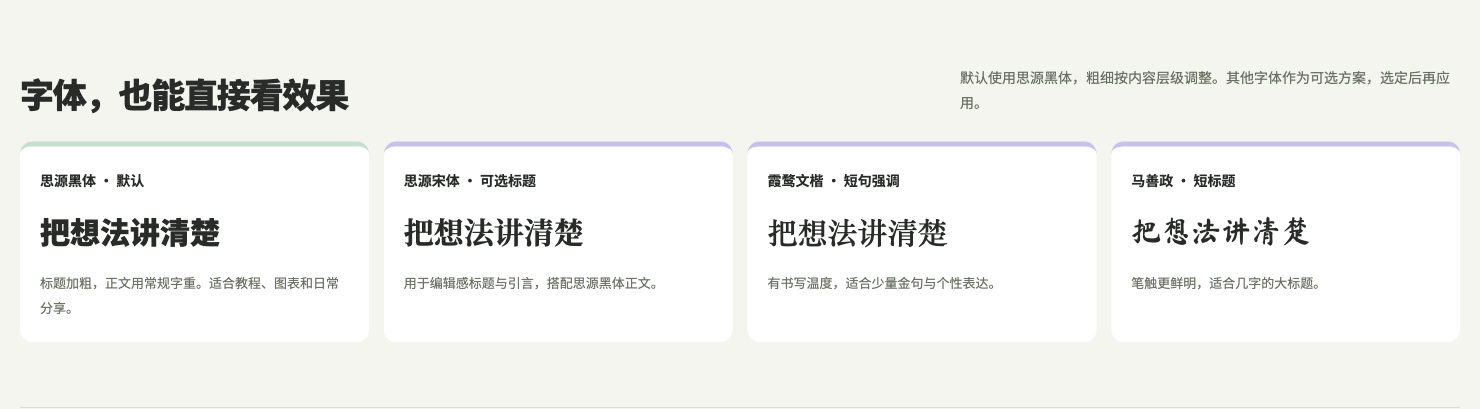 字体，也能直接看效果
默认使用思源黑体，粗细按内容层级调整。其他字体作为可选方案，选定后再应
用。
思源黑体 · 默认
把想法讲清楚
标题加粗，正文用常规字重。适合教程、图表和日常
分享。
思源宋体 · 可选标题
把想法讲清楚
用于编辑感标题与引言，搭配思源黑体正文。
霞鹜文楷 · 短句强调
把想法讲清楚
有书写温度，适合少量金句与个性表达。
马善政 · 短标题
把想法讲清楚
笔触更鲜明，适合几字的大标题。